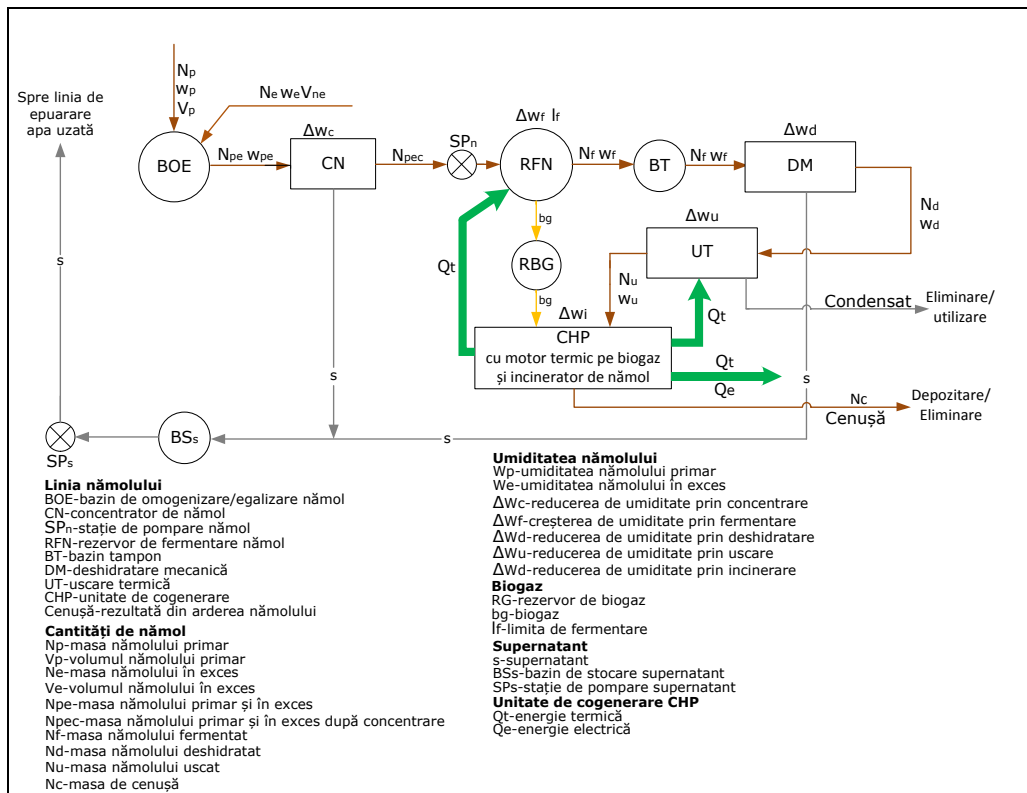 Np
wp
Vp
Ne we Vne
Spre linia de
epuarare
apa uzată
BOE
Npe wpe
Δwc
CN
Npec
SPn
Δwf lf
RFN
Nf wf
BT
Nf wf
Δwd
DM
Nd
wd
bg
RBG
bg
Qt
Δwu
UT
Nu
wu
Qt
Condensat
Eliminare/
utilizare
Δwi
CHP
cu motor termic pe biogaz
și incinerator de nămol
Qt
Qe
s
s
s
s
Nc
Cenușă
Depozitare/
Eliminare
SPs
BSs
Linia nămolului
BOE-bazin de omogenizare/egalizare nămol
CN-concentrator de nămol
SPn-stație de pompare nămol
RFN-rezervor de fermentare nămol
BT-bazin tampon
DM-deshidratare mecanică
UT-uscare termică
CHP-unitate de cogenerare
Cenușă-rezultată din arderea nămolului
Cantități de nămol
Np-masa nămolului primar
Vp-volumul nămolului primar
Ne-masa nămolului în exces
Ve-volumul nămolului în exces
Npe-masa nămolului primar și în exces
Npec-masa nămolului primar și în exces după concentrare
Nf-masa nămolului fermentat
Nd-masa nămolului deshidratat
Nu-masa nămolului uscat
Nc-masa de cenușă
Umiditatea nămolului
Wp-umiditatea nămolului primar
We-umiditatea nămolului în exces
ΔWc-reducerea de umiditate prin concentrare
ΔWf-creșterea de umiditate prin fermentare
ΔWd-reducerea de umiditate prin deshidratare
ΔWu-reducerea de umiditate prin uscare
ΔWd-reducerea de umiditate prin incinerare
Biogaz
RG-rezervor de biogaz
bg-biogaz
lf-limita de fermentare
Supernatant
s-supernatant
BSs-bazin de stocare supernatant
SPs-stație de pompare supernatant
Unitate de cogenerare CHP
Qt-energie termică
Qe-energie electrică